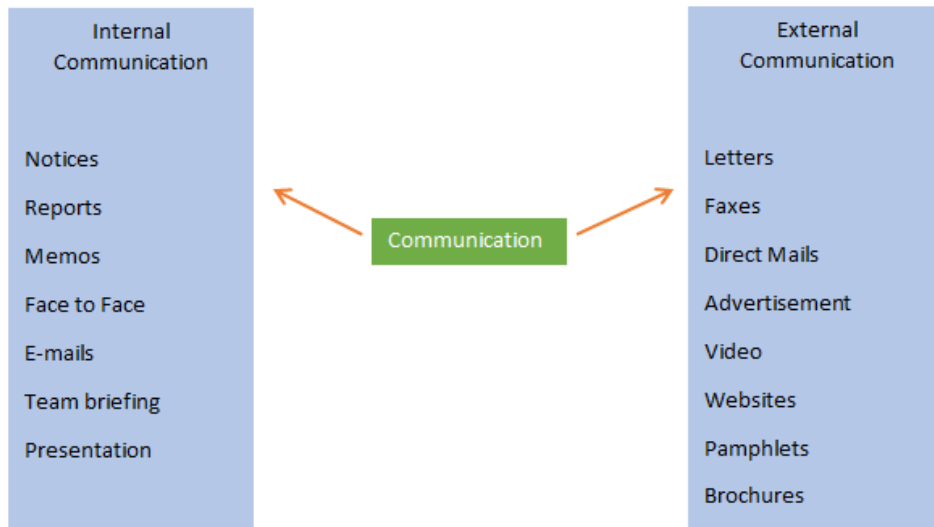 Internal
Communication
Notices
Reports
Memos
Face to Face
E-mails
Team briefing
Presentation
Communication
External
Communication
Letters
Faxes
Direct Mails
Advertisement
Video
Websites
Pamphlets
Brochures